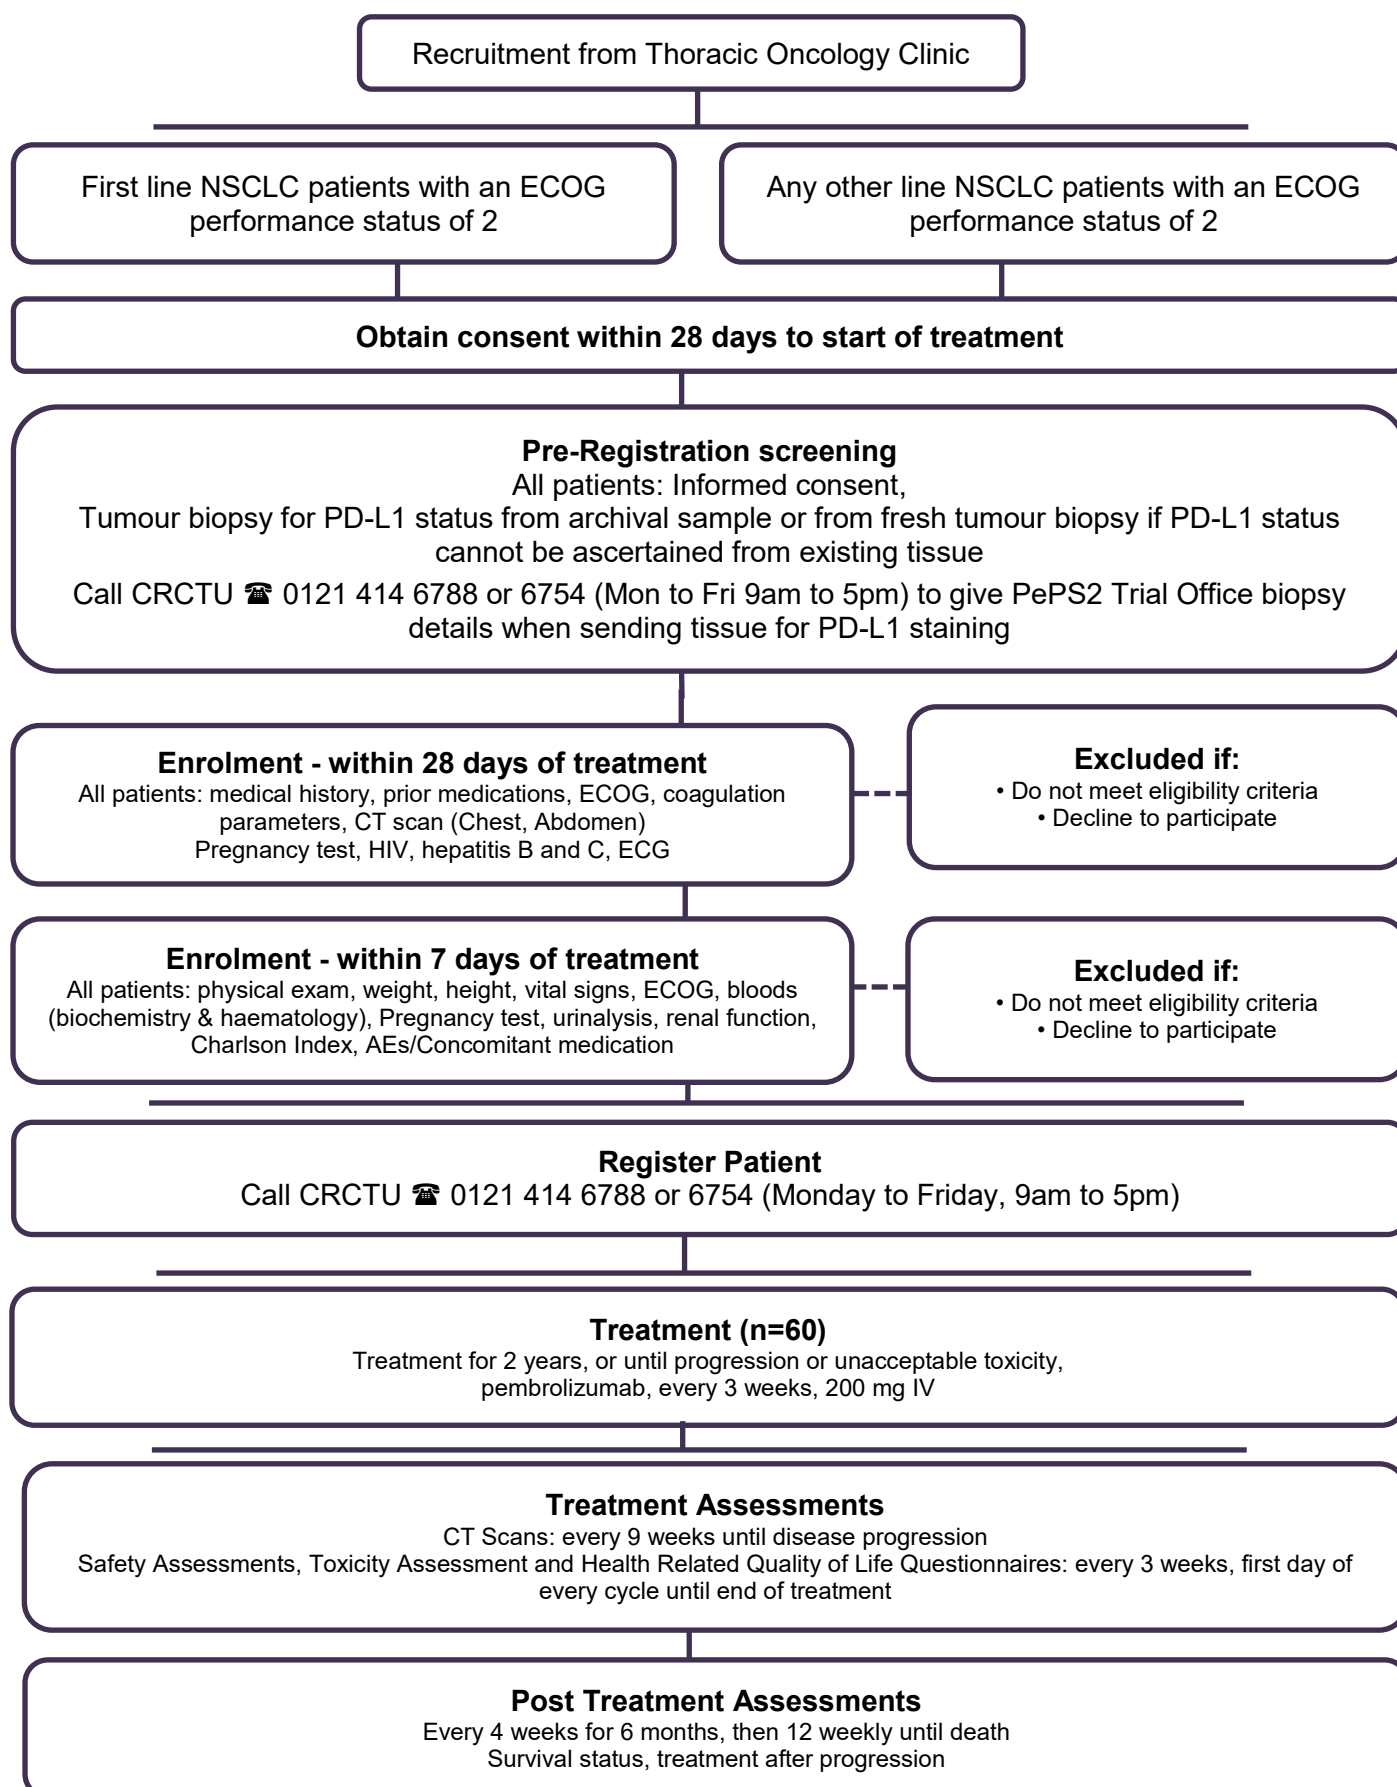 Recruitment from Thoracic Oncology Clinic
First line NSCLC patients with an ECOG
performance status of 2
Any other line NSCLC patients with an ECOG
performance status of 2
Obtain consent within 28 days to start of treatment
Pre-Registration screening
All patients: Informed consent,
Tumour biopsy for PD-L1 status from archival sample or from fresh tumour biopsy if PD-L1 status
cannot be ascertained from existing tissue
Call CRCTU ☎ 0121 414 6788 or 6754 (Mon to Fri 9am to 5pm) to give PePS2 Trial Office biopsy
details when sending tissue for PD-L1 staining
Enrolment - within 28 days of treatment
All patients: medical history, prior medications, ECOG, coagulation
parameters, CT scan (Chest, Abdomen)
Pregnancy test, HIV, hepatitis B and C, ECG
Excluded if:
• Do not meet eligibility criteria
• Decline to participate
Enrolment - within 7 days of treatment
All patients: physical exam, weight, height, vital signs, ECOG, bloods
(biochemistry & haematology), Pregnancy test, urinalysis, renal function,
Charlson Index, AEs/Concomitant medication
Excluded if:
• Do not meet eligibility criteria
• Decline to participate
Register Patient
Call CRCTU ☎ 0121 414 6788 or 6754 (Monday to Friday, 9am to 5pm)
Treatment (n=60)
Treatment for 2 years, or until progression or unacceptable toxicity,
pembrolizumab, every 3 weeks, 200 mg IV
Treatment Assessments
CT Scans: every 9 weeks until disease progression
Safety Assessments, Toxicity Assessment and Health Related Quality of Life Questionnaires: every 3 weeks, first day of
every cycle until end of treatment
Post Treatment Assessments
Every 4 weeks for 6 months, then 12 weekly until death
Survival status, treatment after progression